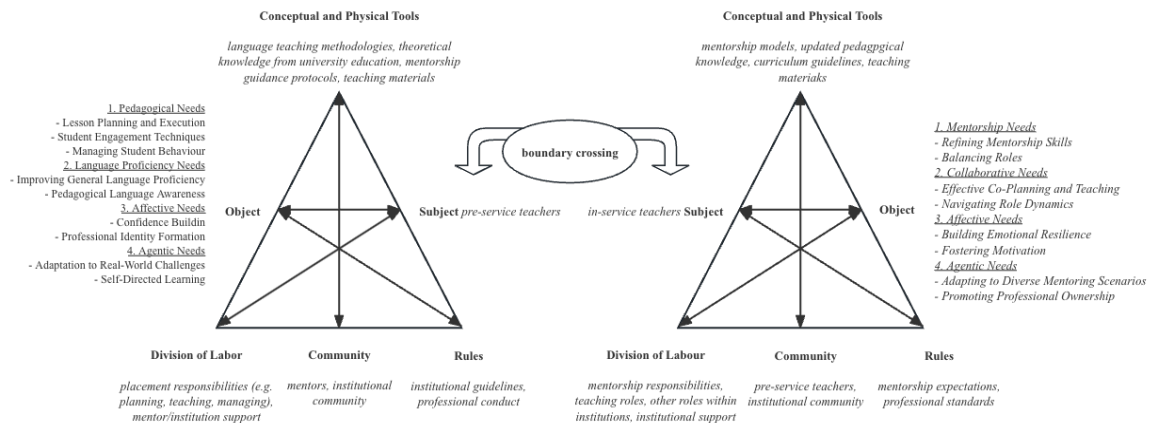 Conceptual and Physical Tools
language teaching methodologies, theoretical
knowledge from university education, mentorship
guidance protocols, teaching materials
1. Pedagogical Needs
- Lesson Planning and Execution
- Student Engagement Techniques
- Managing Student Behaviour
2. Language Proficiency Needs
- Improving General Language Proficiency
- Pedagogical Language Awareness
3. Affective Needs
- Confidence Buildin
- Professional Identity Formation
4. Agentic Needs
- Adaptation to Real-World Challenges
- Self-Directed Learning
Object
Subject pre-service teachers
Division of Labor
placement responsibilities (e.g.
planning, teaching, managing),
mentor/institution support
Community
mentors, institutional
community
Rules
institutional guidelines,
professional conduct
boundary crossing
Conceptual and Physical Tools
mentorship models, updated pedagpgical
knowledge, curriculum guidelines, teaching
materiaks
in-service teachers Subject
Object
1. Mentorship Needs
- Refining Mentorship Skills
- Balancing Roles
2. Collaborative Needs
- Effective Co-Planning and Teaching
- Navigating Role Dynamics
3. Affective Needs
- Building Emotional Resilience
- Fostering Motivation
4. Agentic Needs
- Adapting to Diverse Mentoring Scenarios
- Promoting Professional Ownership
Division of Labour
mentorship responsibilities,
teaching roles, other roles within
institutions, institutional support
Community
pre-service teachers,
institutional community
Rules
mentorship expectations,
professional standards